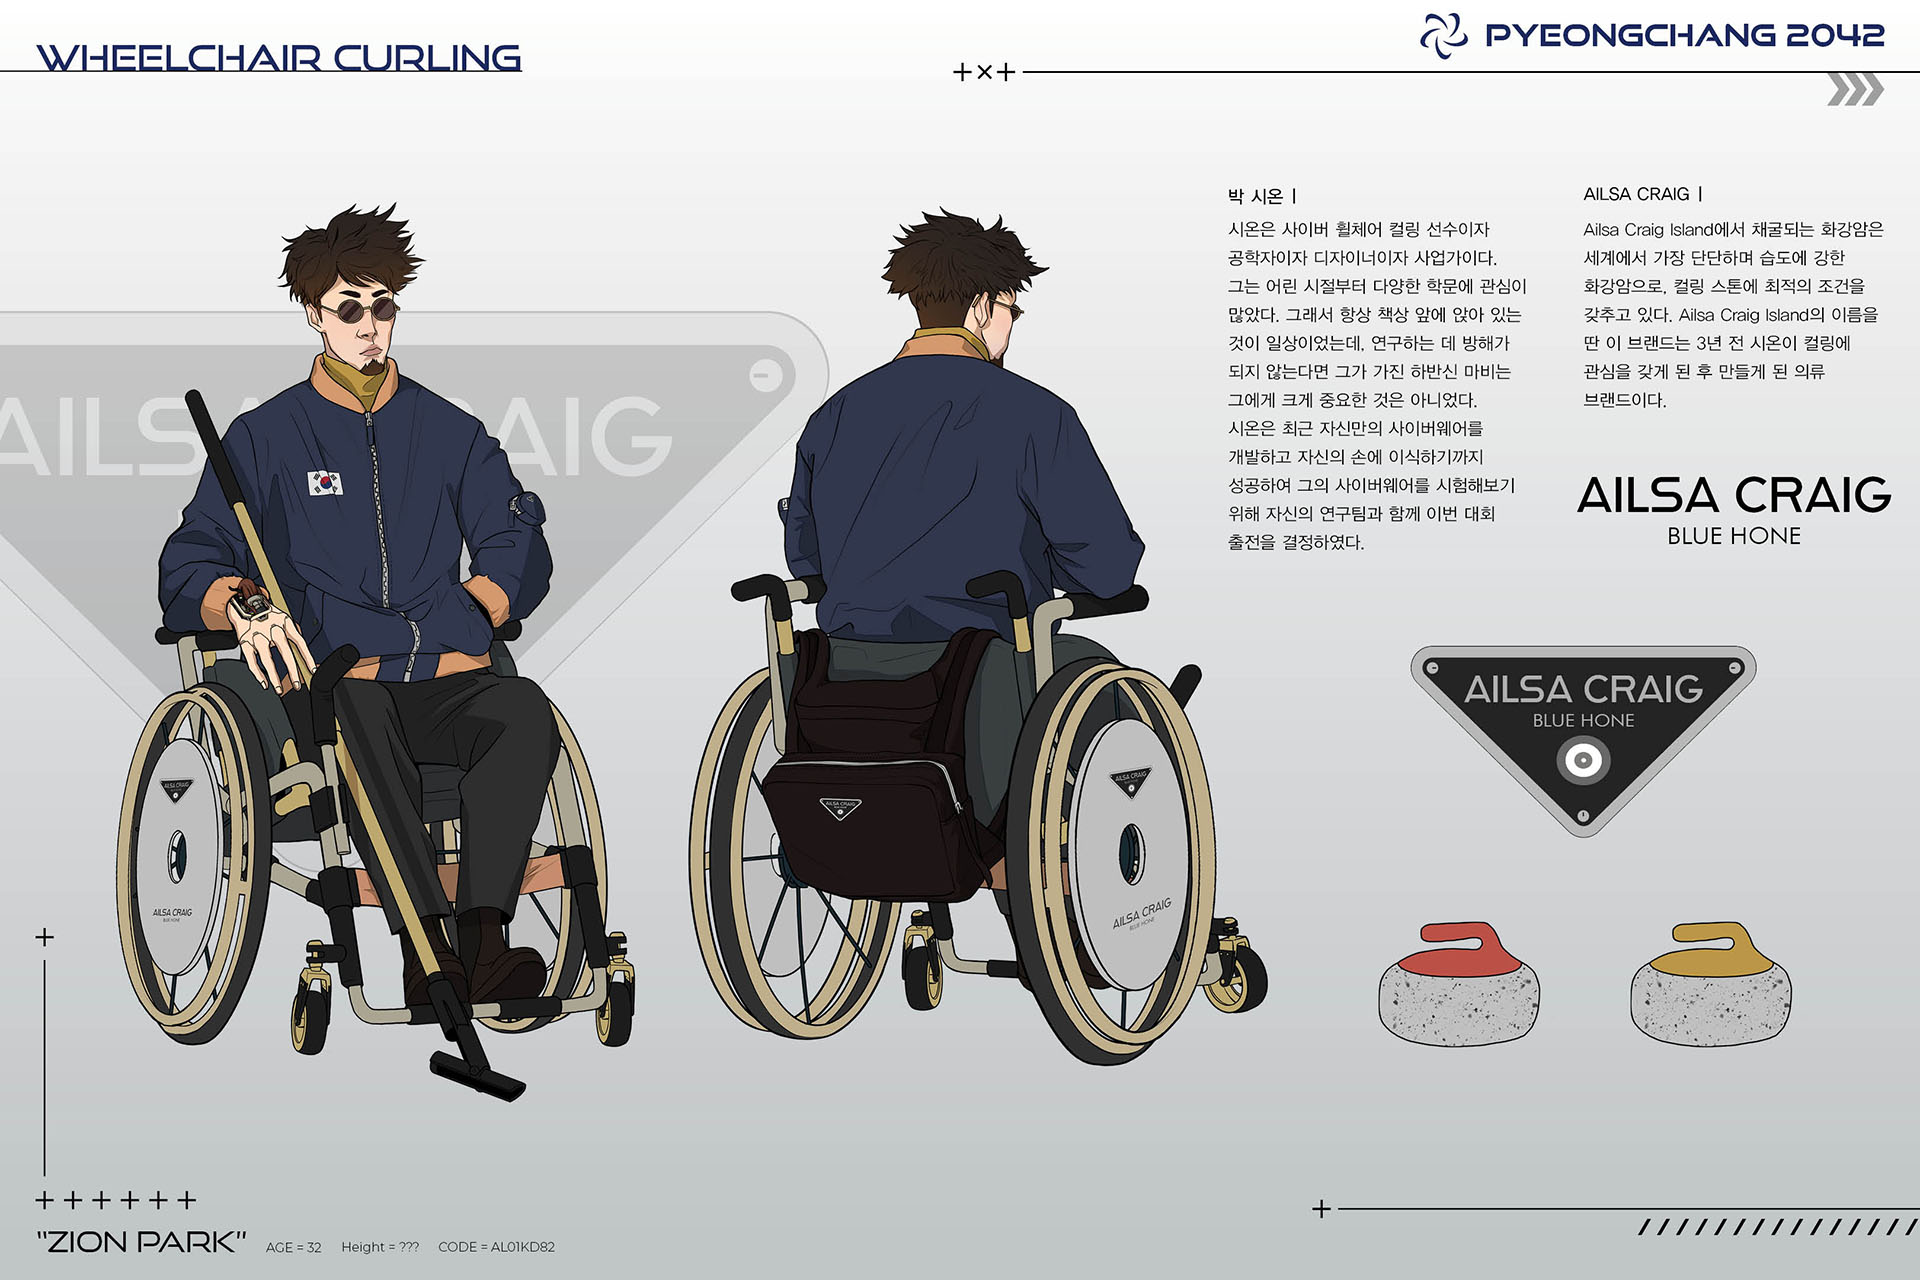 WHEELCHAIR CURLING
PYEONGCHANG 2042
박 시온 |
시온은 사이버 휠체어 컬링 선수이자
공학자이자 디자이너이자 사업가이다.
그는 어린 시절부터 다양한 학문에 관심이
많았다. 그래서 항상 책상 앞에 앉아 있는
것이 일상이었는데, 연구하는 데 방해가
되지 않는다면 그가 가진 하반신 마비는
그에게 크게 중요한 것은 아니었다.
시온은 최근 자신만의 사이버웨어를
개발하고 자신의 손에 이식하기까지
성공하여 그의 사이버웨어를 시험해보기
위해 자신의 연구팀과 함께 이번 대회
출전을 결정하였다.
AILSA CRAIG |
Ailsa Craig Island에서 채굴되는 화강암은
세계에서 가장 단단하며 습도에 강한
화강암으로, 컬링 스톤에 최적의 조건을
갖추고 있다. Ailsa Craig Island의 이름을
딴 이 브랜드는 3년 전 시온이 컬링에
관심을 갖게 된 후 만들게 된 의류
브랜드이다.
AILSA CRAIG
BLUE HONE
AILSA CRAIG
BLUE HONE
AILSA CRAIG
AILSA CRAIG
AILSA CRAIG
BLUE HONE
AILSA CRAIG
AILSA CRAIG
AILSA CRAIG
BLUE HONE
"ZION PARK"
AGE = 32 Height = ??? CODE = AL01KD82